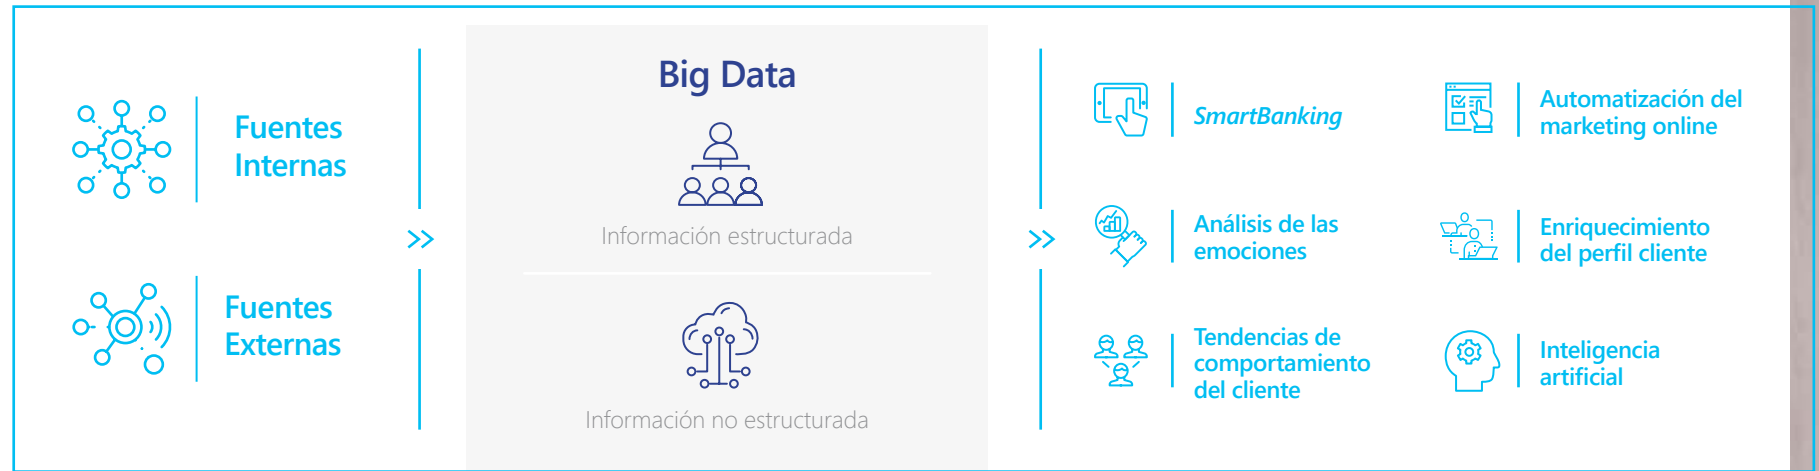 Fuentes
Internas
Fuentes
Externas
Big Data
Información estructurada
Información no estructurada
SmartBanking
Automatización del
marketing online
Análisis de las
emociones
Enriquecimiento
del perfil cliente
Tendencias de
comportamiento
del cliente
Inteligencia
artificial